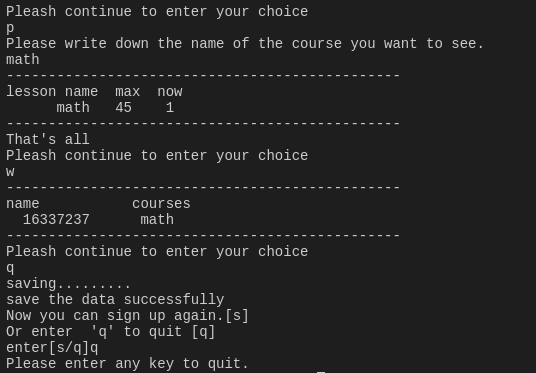 Pleash continue to enter your choice
p
Please write down the name of the course you want to see.
math
-----------------------------------------------
lesson name  max  now
      math   45    1
-----------------------------------------------
That's all
Pleash continue to enter your choice
w
-----------------------------------------------
name           courses
  16337237      math
-----------------------------------------------
Pleash continue to enter your choice
q
saving.........
save the data successfully
Now you can sign up again.[s]
Or enter  'q' to quit [q]
enter[s/q]q
Please enter any key to quit.